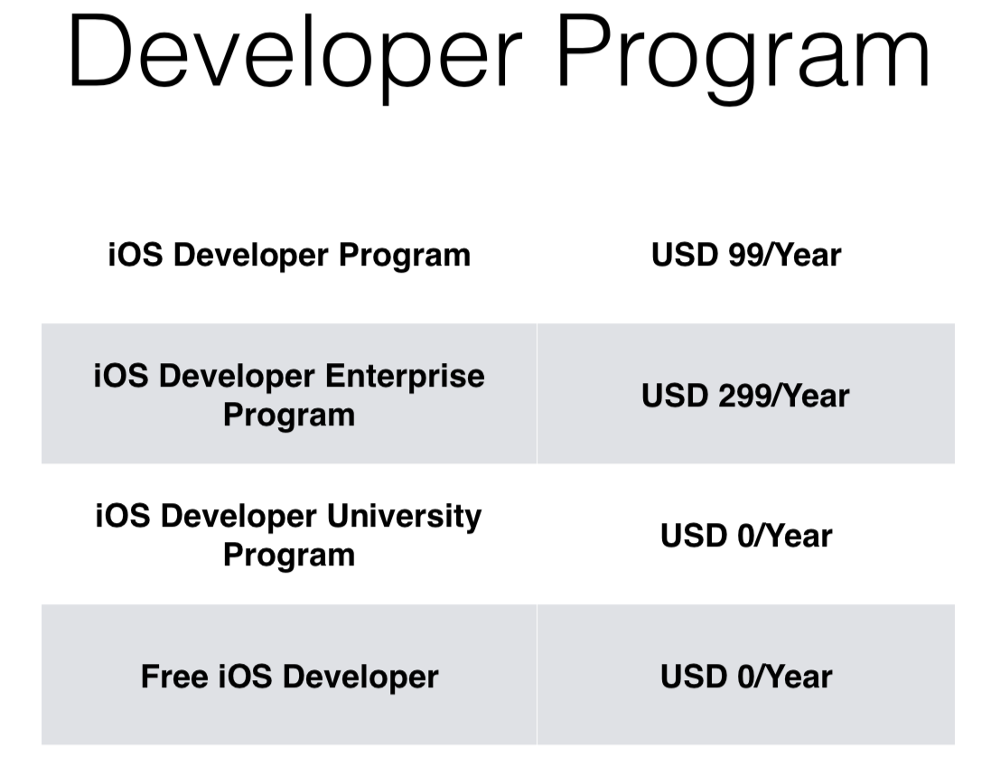 Developer Program
iOS Developer Program USD 99/Year
iOS Developer Enterprise
Program
USD 299/Year
iOS Developer University
Program
USD 0/Year
Free iOS Developer USD 0/Year